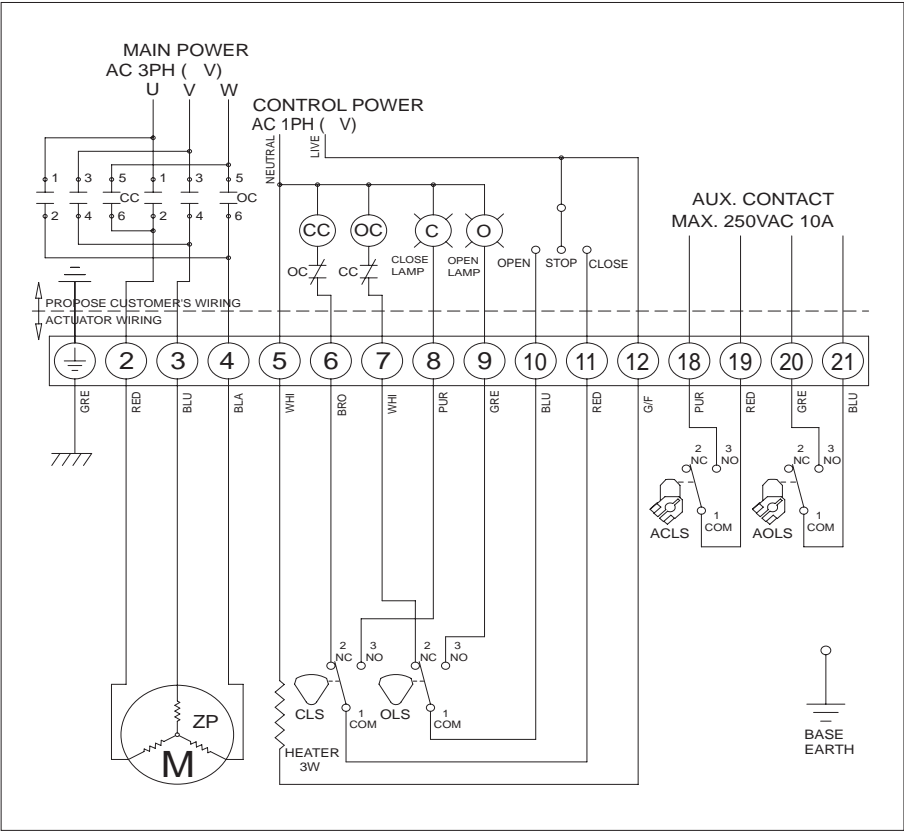 MAIN POWER
AC 3PH (    V)
U V W
CONTROL POWER
AC 1PH (    V)
NEUTRAL
LIVE
1 3 5 1 3 5
CC OC
2 4 6 2 4 6
CC OC C O
OC CC
CLOSE
LAMP
OPEN
LAMP
OPEN STOP CLOSE
AUX. CONTACT
MAX. 250VAC 10A
PROPOSE CUSTOMER'S WIRING
ACTUATOR WIRING
2 3 4 5 6 7 8 9 10 11 12 18 19 20 21
GRE RED BLU BLA WHI BRO WHI PUR GRE BLU RED G/F PUR RED GRE BLU
2 NC 3 NO
1 COM
ACLS
2 NC 3 NO
1 COM
AOLS
2 NC 3 NO
1 COM
CLS
2 NC 3 NO
1 COM
OLS
ZP
M
HEATER
3W
BASE
EARTH